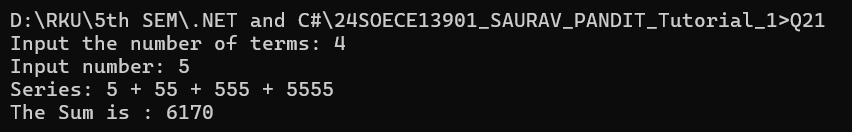 D:\RKU\5th SEM\.NET and C#\24SOECE13901_SAURAV_PANDIT_Tutorial_1>Q21
Input the number of terms: 4
Input number: 5
Series: 5 + 55 + 555 + 5555
The Sum is : 6170